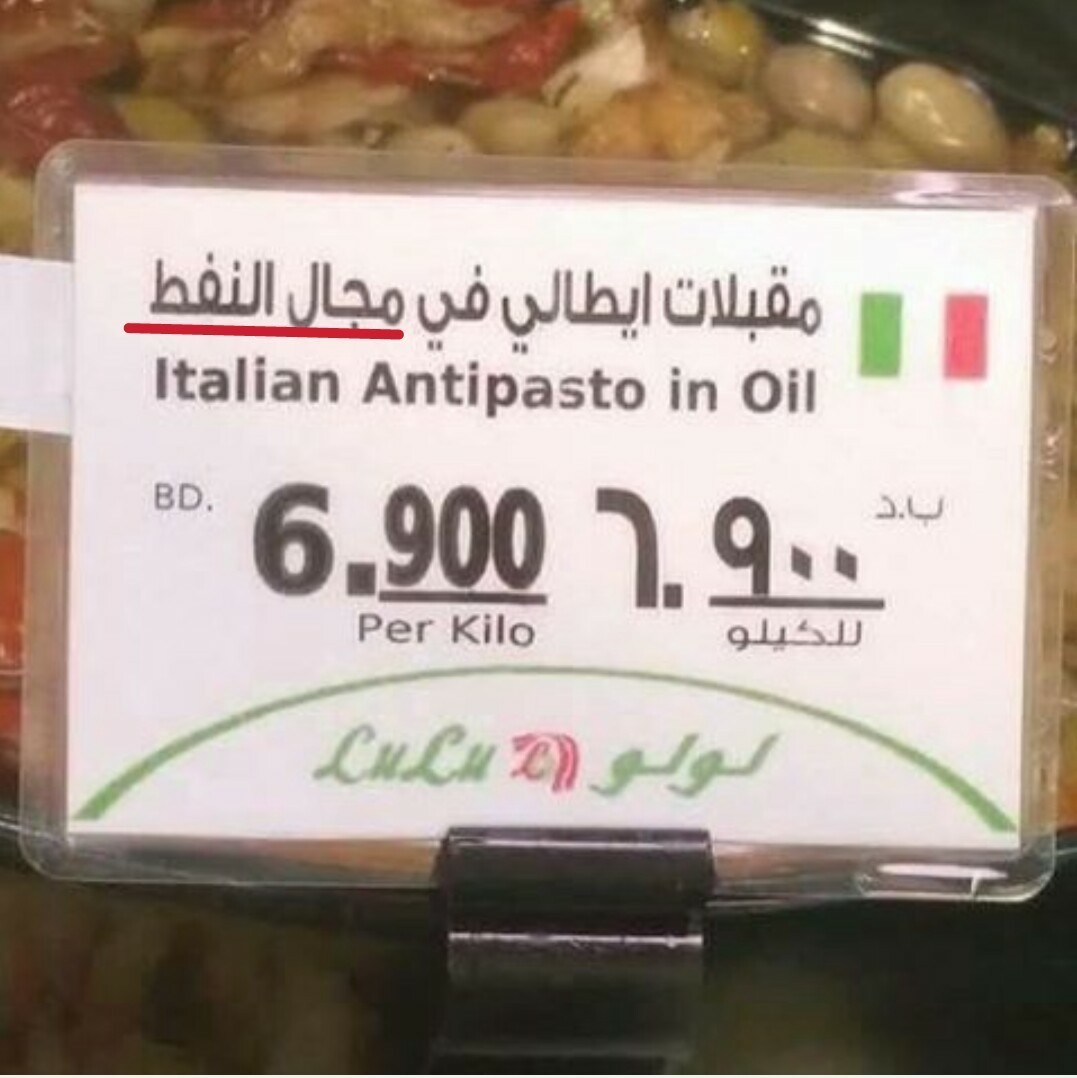 مقبلات ايطالي في مجال النفط
Italian Antipasto in Oil
BD. 6.900 ٦.٩٠٠ ب.د
Per Kilo للكيلو
LuLu لولو